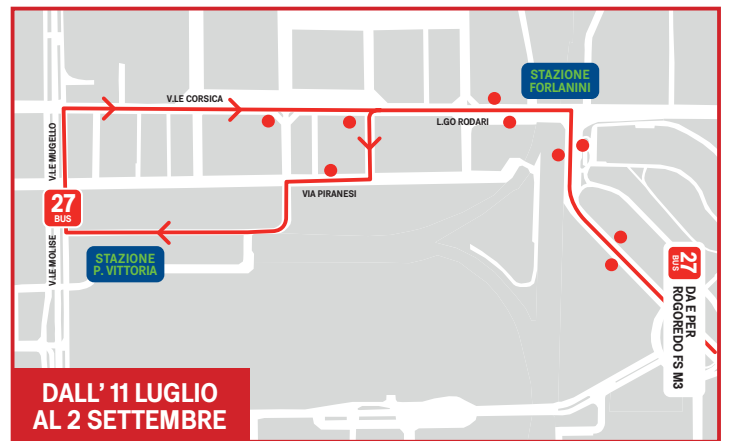 STAZIONE
FORLANINI
V.LE CORSICA
L.GO RODARI
V.LE MUGELLO
VIA PIRANESI
27
BUS
V.LE MOLISE
STAZIONE
P. VITTORIA
27
BUS
DA E PER
ROGOREDO FS M3
DALL' 11 LUGLIO
AL 2 SETTEMBRE